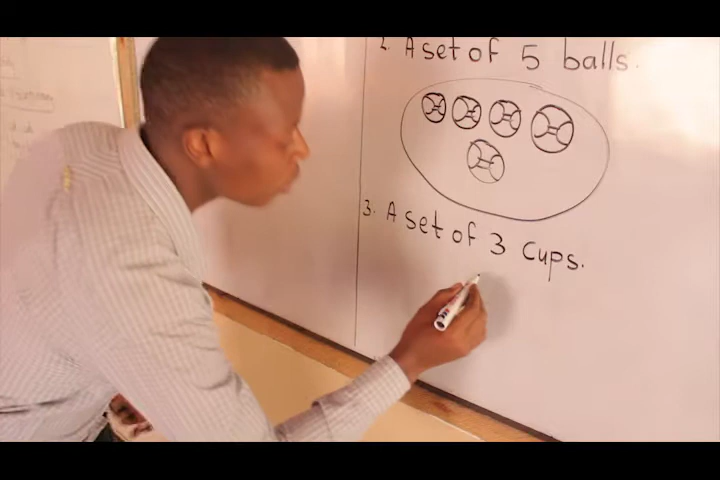 2. A set of 5 balls.
3. A set of 3 cups.